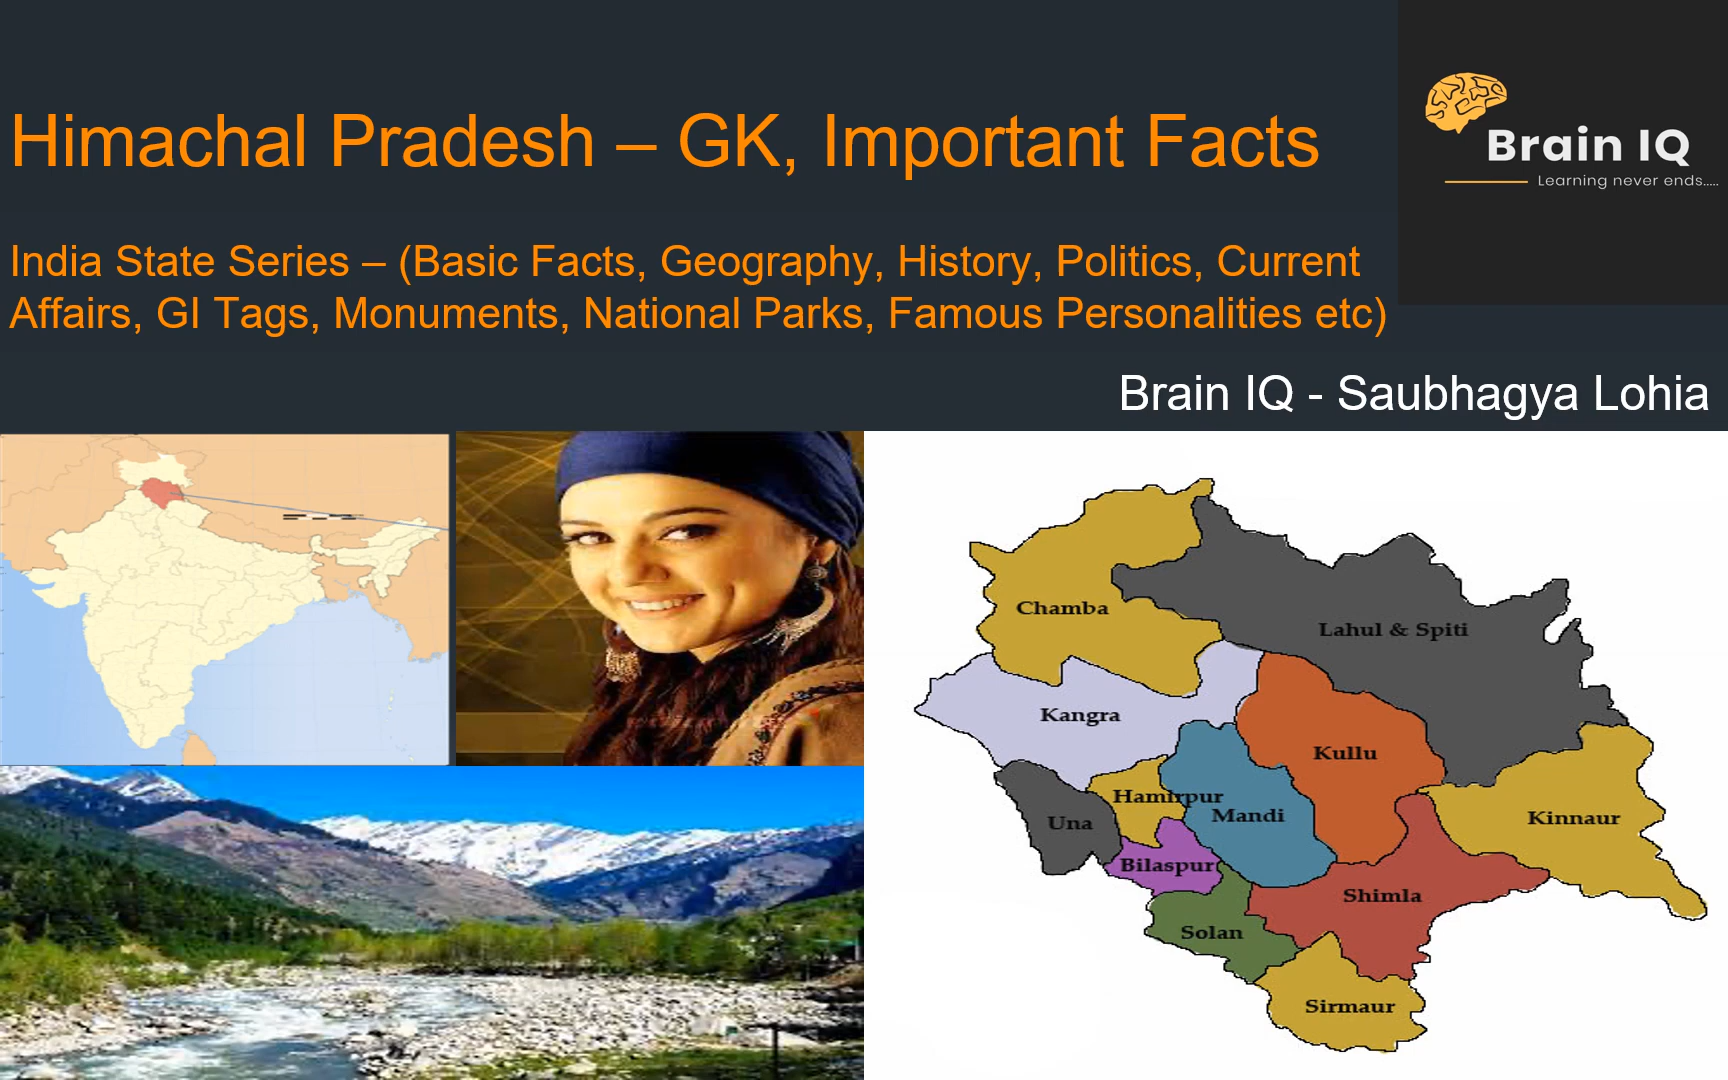 Himachal Pradesh – GK, Important Facts
Brain IQ
Learning never ends.....
India State Series – (Basic Facts, Geography, History, Politics, Current
Affairs, GI Tags, Monuments, National Parks, Famous Personalities etc)
Brain IQ - Saubhagya Lohia
Chamba
Lahul & Spiti
Kangra
Kullu
Hamirpur
Mandi
Una
Kinnaur
Bilaspur
Shimla
Solan
Sirmaur